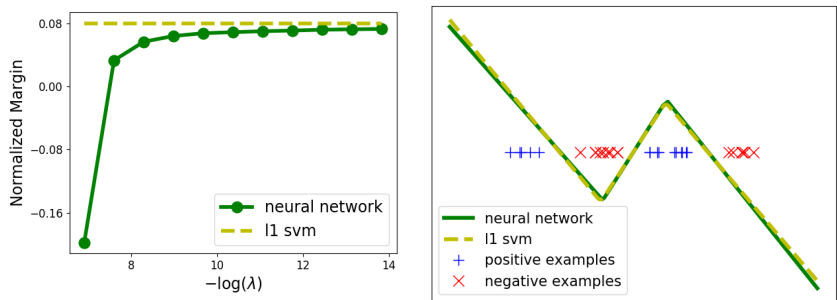 0.08
0.00
−0.08
−0.16
Normalized Margin
neural network
l1 svm
8
10
12
14
−log(λ)
neural network
l1 svm
positive examples
negative examples